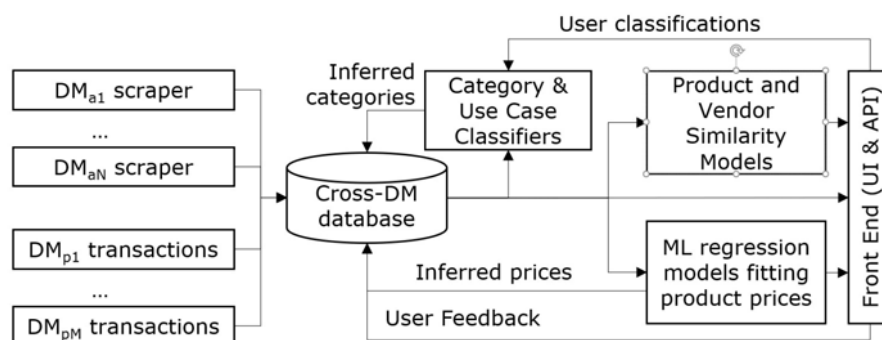 User classifications
Inferred
categories
Category &
Use Case
Classifiers
Product and
Vendor
Similarity
Models
DMa1 scraper
...
DMaN scraper
DMp1 transactions
...
DMpM transactions
Cross-DM
database
Inferred prices
User Feedback
ML regression
models fitting
product prices
Front End (UI & API)